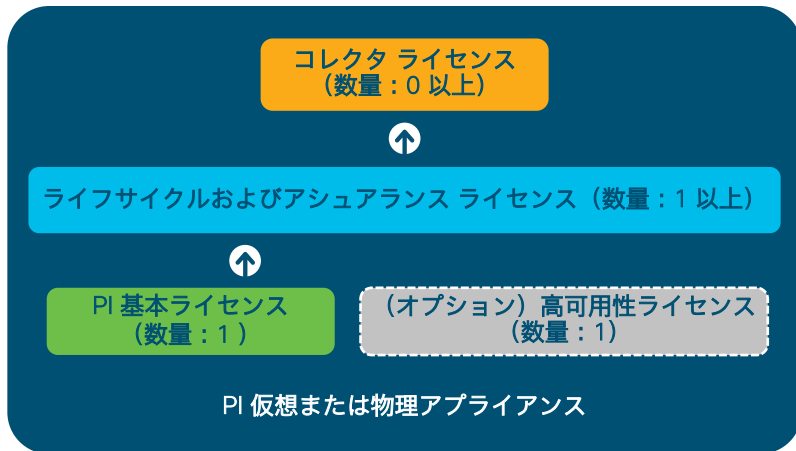 コレクタ ライセンス
（数量：0 以上）
ライフサイクルおよびアシュアランス ライセンス（数量：1 以上）
PI 基本ライセンス
（数量：1 ）
（オプション）高可用性ライセンス
（数量：1）
PI 仮想または物理アプライアンス